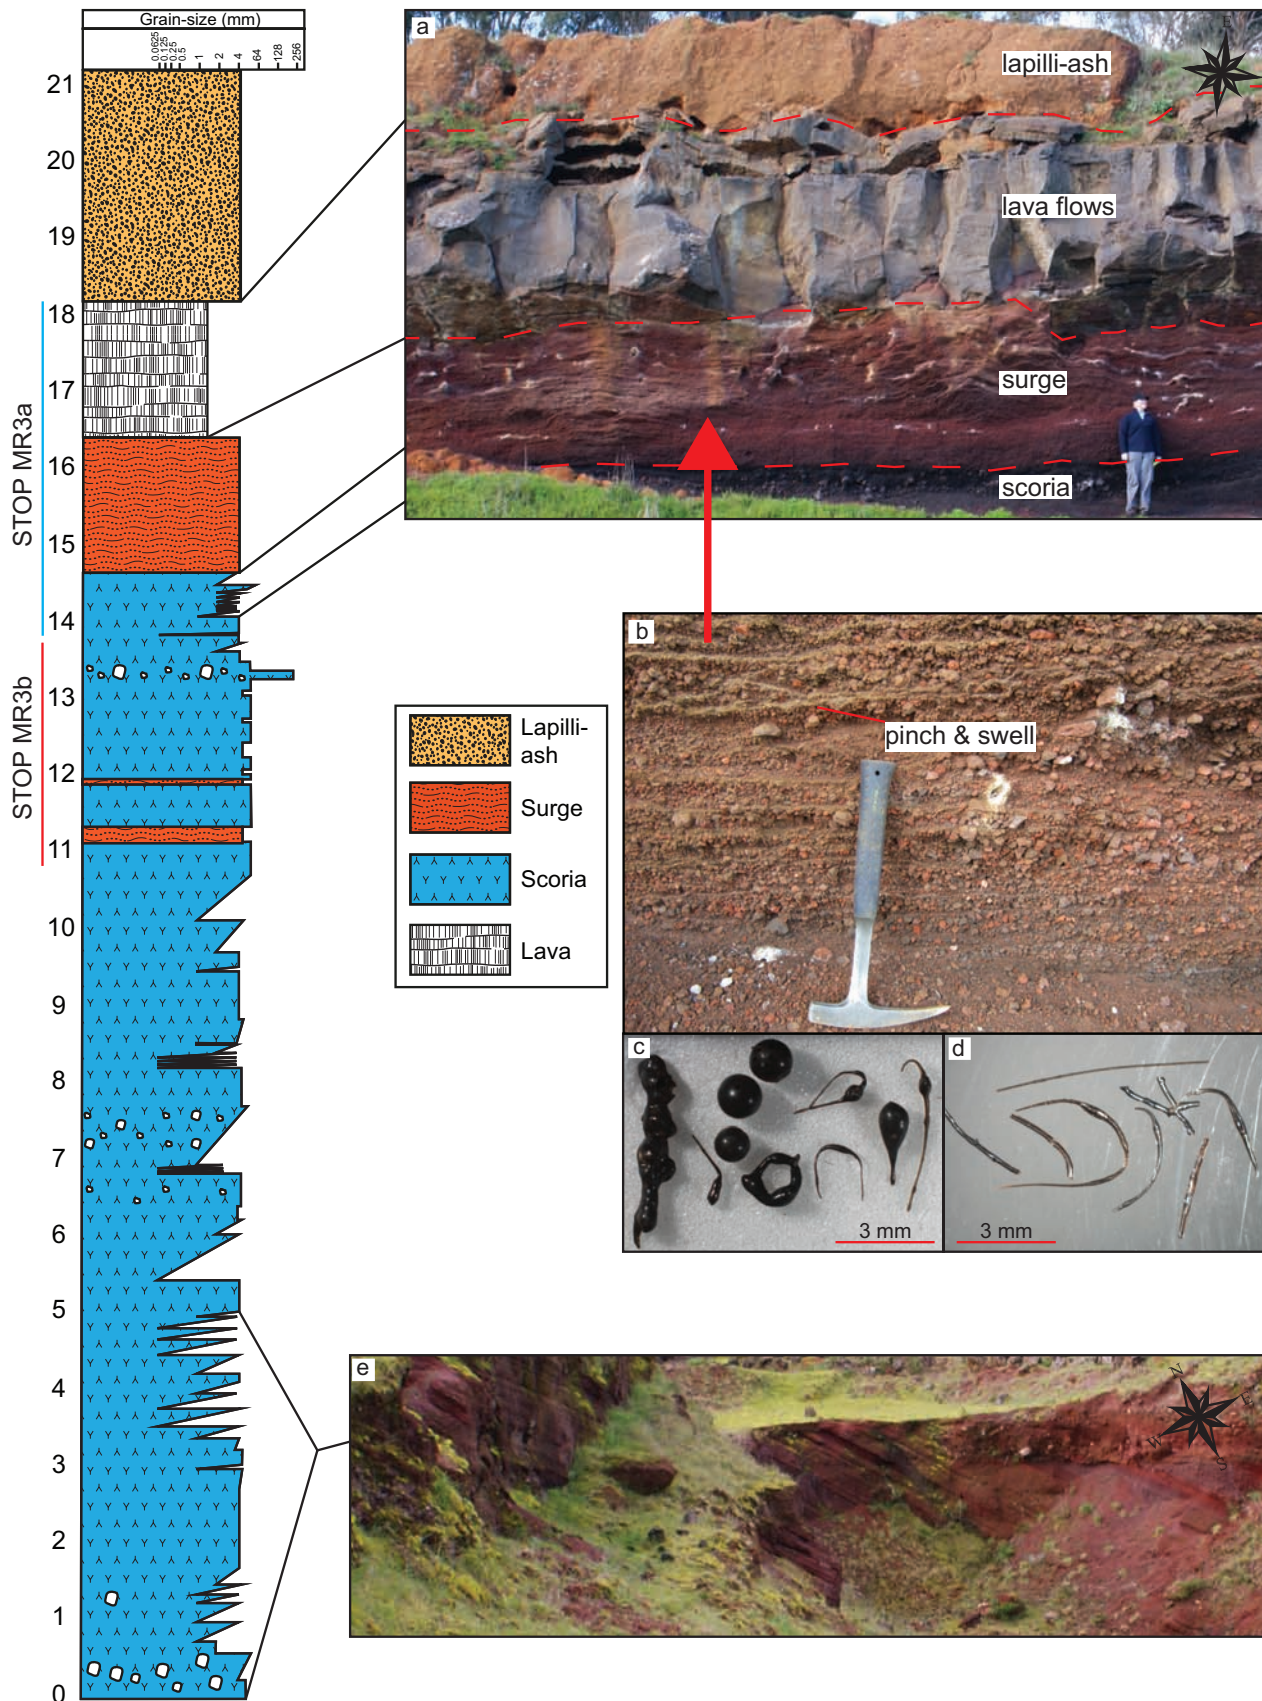 Grain-size (mm)
0.0625
0.125
0.25
0.5
1
2
4
64
128
256
21
20
19
18
17
16
15
14
13
12
11
10
9
8
7
6
5
4
3
2
1
0
STOP MR3a
STOP MR3b
a
lapilli-ash
E
lava flows
surge
scoria
b
pinch & swell
Lapilli-
ash
Surge
Scoria
Lava
c
3 mm
d
3 mm
e
N
E
W
S